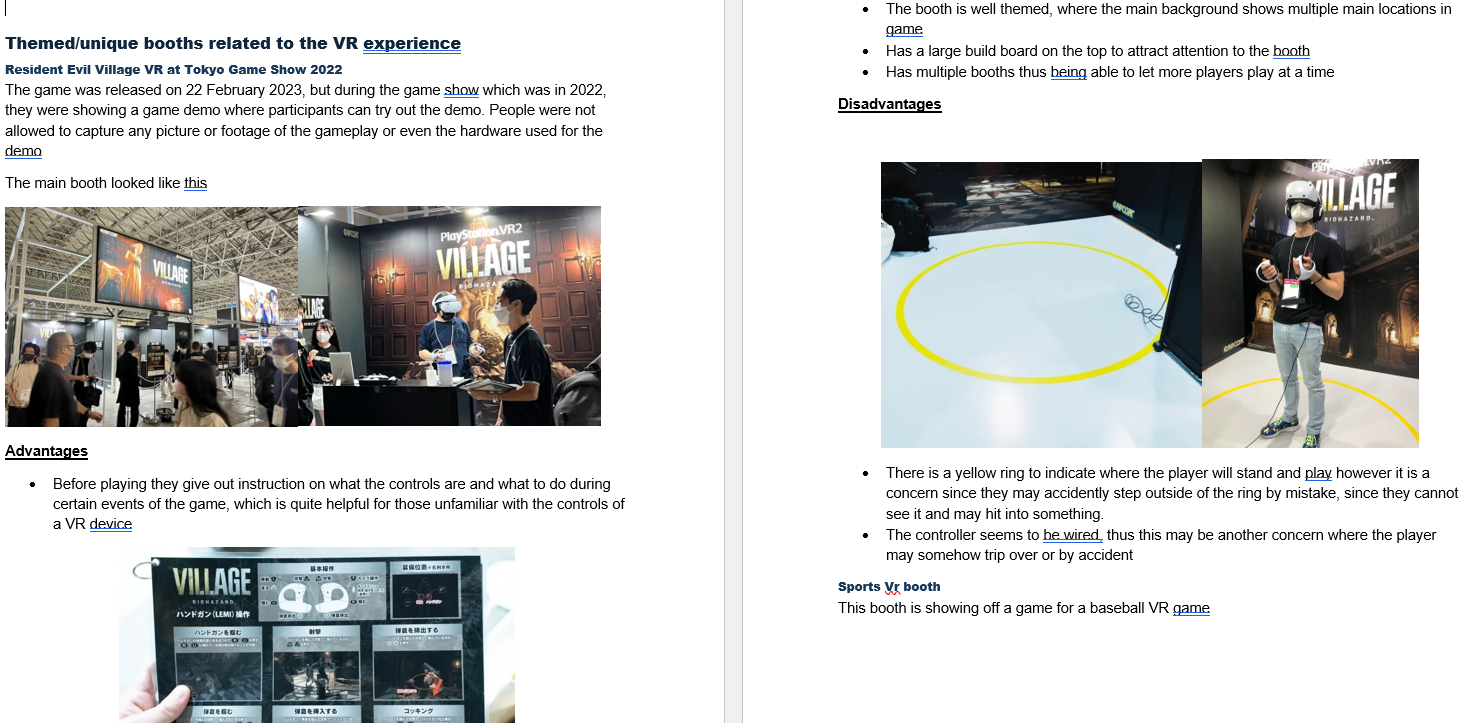 Themed/unique booths related to the VR experience
Resident Evil Village VR at Tokyo Game Show 2022
The game was released on 22 February 2023, but during the game show which was in 2022,
they were showing a game demo where participants can try out the demo. People were not
allowed to capture any picture or footage of the gameplay or even the hardware used for the
demo
The main booth looked like this
VILLAGE
CAPCOM
PlayStation.VR2
VILLAGE
BIOHAZARD
Advantages
Before playing they give out instruction on what the controls are and what to do during
certain events of the game, which is quite helpful for those unfamiliar with the controls of
a VR device
VILLAGE
BIOHAZARD
ハンドガン(LEMI) 操作
基本操作
装備位置
ハンドガンを掴む
射撃
弾倉を排出する
弾倉を掴む
弾倉を挿入する
コッキング
The booth is well themed, where the main background shows multiple main locations in
game
Has a large build board on the top to attract attention to the booth
Has multiple booths thus being able to let more players play at a time
Disadvantages
CAPCOM
VILLAGE
BIOHAZARD.
CAPCOM
There is a yellow ring to indicate where the player will stand and play however it is a
concern since they may accidently step outside of the ring by mistake, since they cannot
see it and may hit into something.
The controller seems to be wired, thus this may be another concern where the player
may somehow trip over or by accident
Sports Vr booth
This booth is showing off a game for a baseball VR game